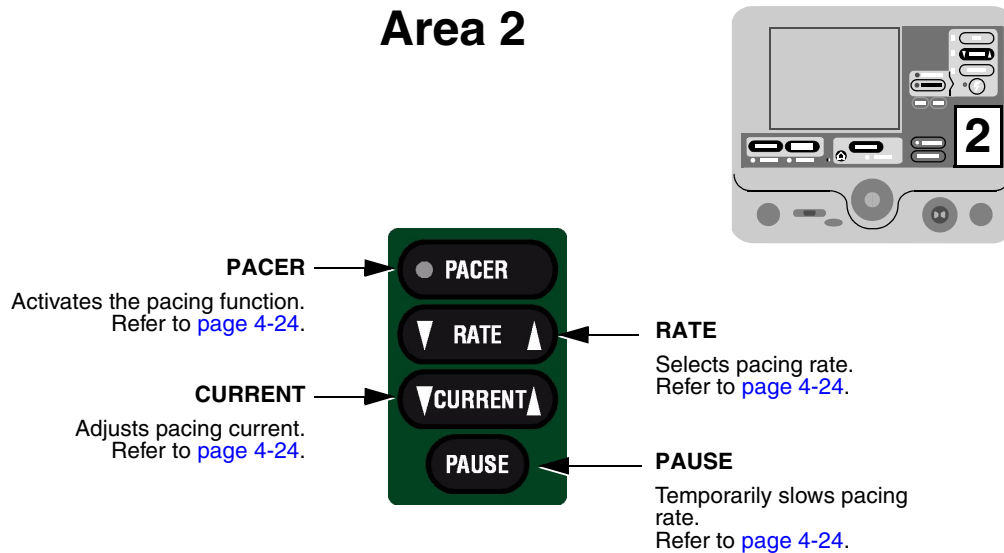 Area 2
2
PACER
Activates the pacing function.
Refer to page 4-24.
CURRENT
Adjusts pacing current.
Refer to page 4-24.
PACER
RATE
CURRENT
PAUSE
RATE
Selects pacing rate.
Refer to page 4-24.
PAUSE
Temporarily slows pacing
rate.
Refer to page 4-24.